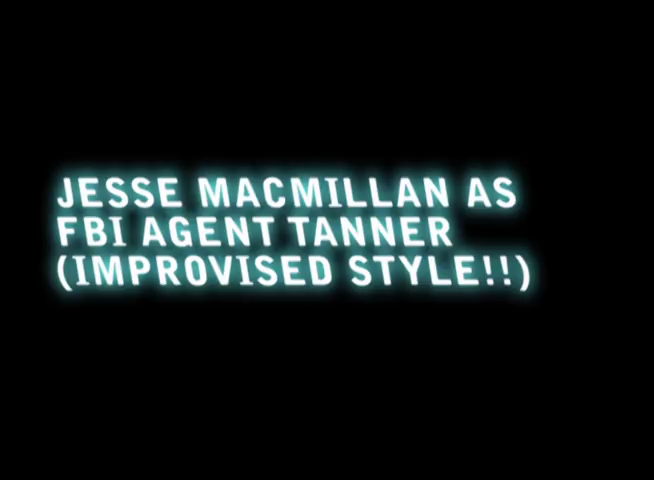 JESSE MACMILLAN AS
FBI AGENT TANNER
(IMPROVISED STYLE!!)